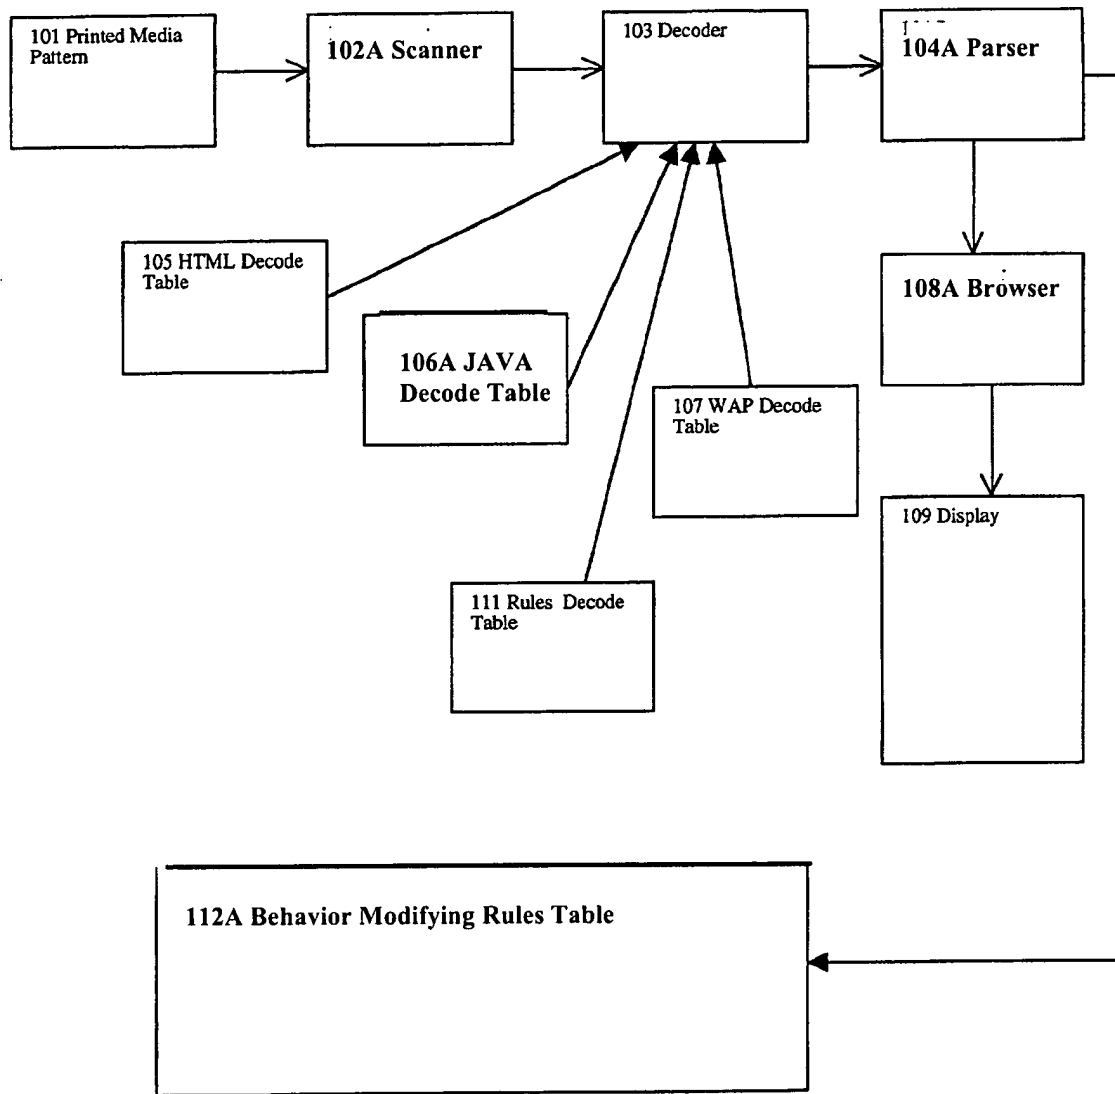 101 Printed Media
Pattern
102A Scanner
103 Decoder
104A Parser
105 HTML Decode
Table
106A JAVA
Decode Table
107 WAP Decode
Table
108A Browser
109 Display
111 Rules Decode
Table
112A Behavior Modifying Rules Table